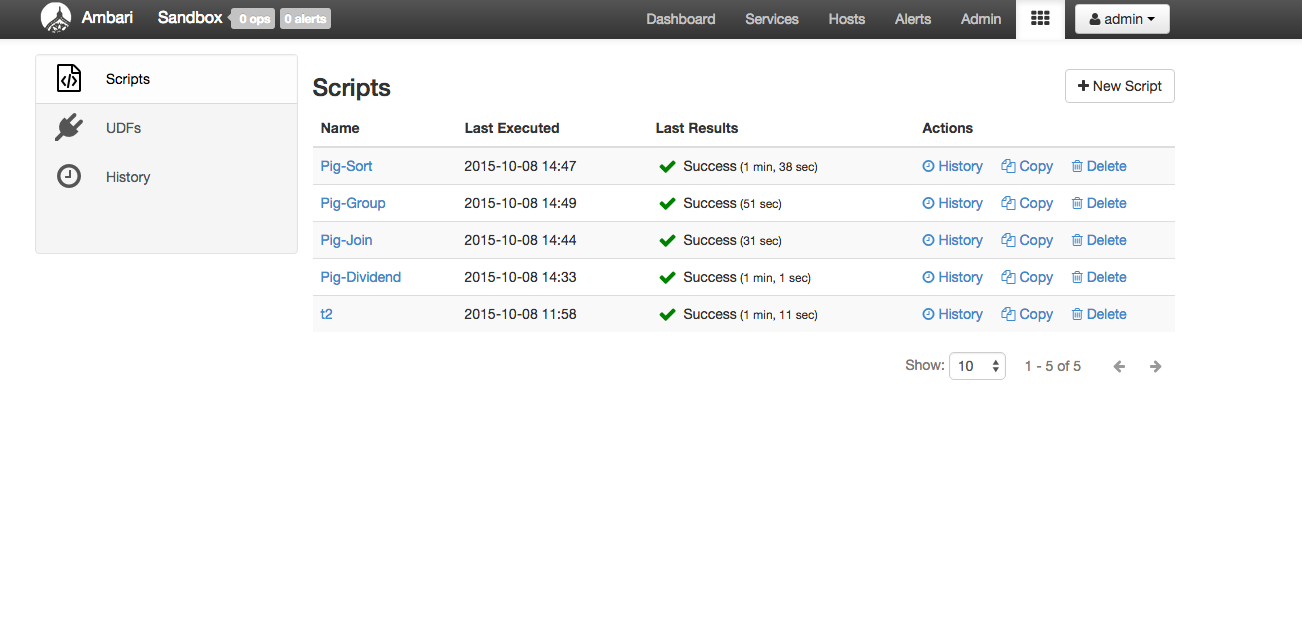 Ambari Sandbox 0 ops 0 alerts Dashboard Services Hosts Alerts Admin admin
Scripts
UDFs
History
Scripts
New Script
Name Last Executed Last Results Actions
Pig-Sort 2015-10-08 14:47 Success (1 min, 38 sec) History Copy Delete
Pig-Group 2015-10-08 14:49 Success (51 sec) History Copy Delete
Pig-Join 2015-10-08 14:44 Success (31 sec) History Copy Delete
Pig-Dividend 2015-10-08 14:33 Success (1 min, 1 sec) History Copy Delete
t2 2015-10-08 11:58 Success (1 min, 11 sec) History Copy Delete
Show: 10 1 - 5 of 5